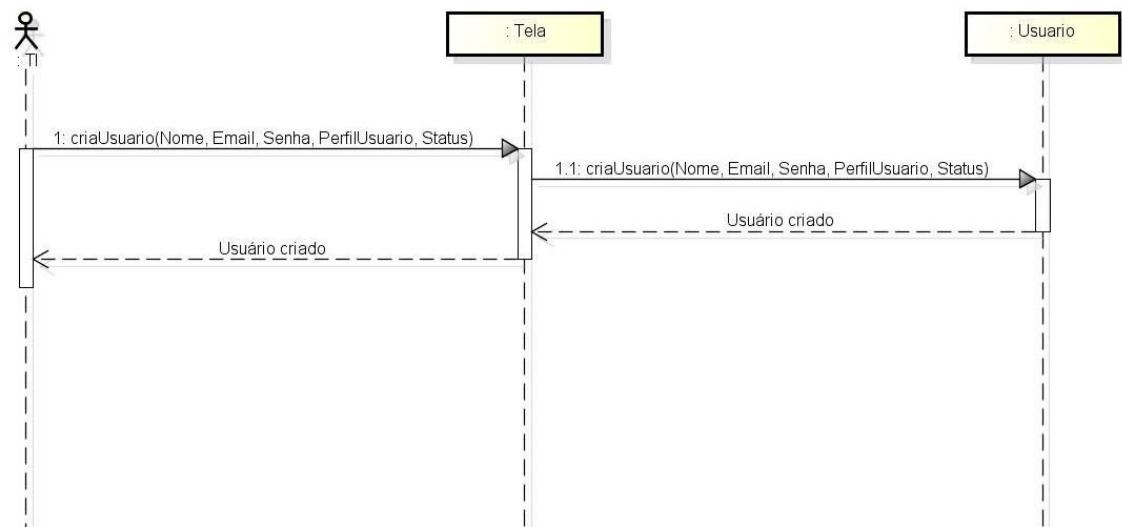 : TI
: Tela
: Usuario
1: criaUsuario(Nome, Email, Senha, PerfilUsuario, Status)
1.1: criaUsuario(Nome, Email, Senha, PerfilUsuario, Status)
Usuário criado
Usuário criado